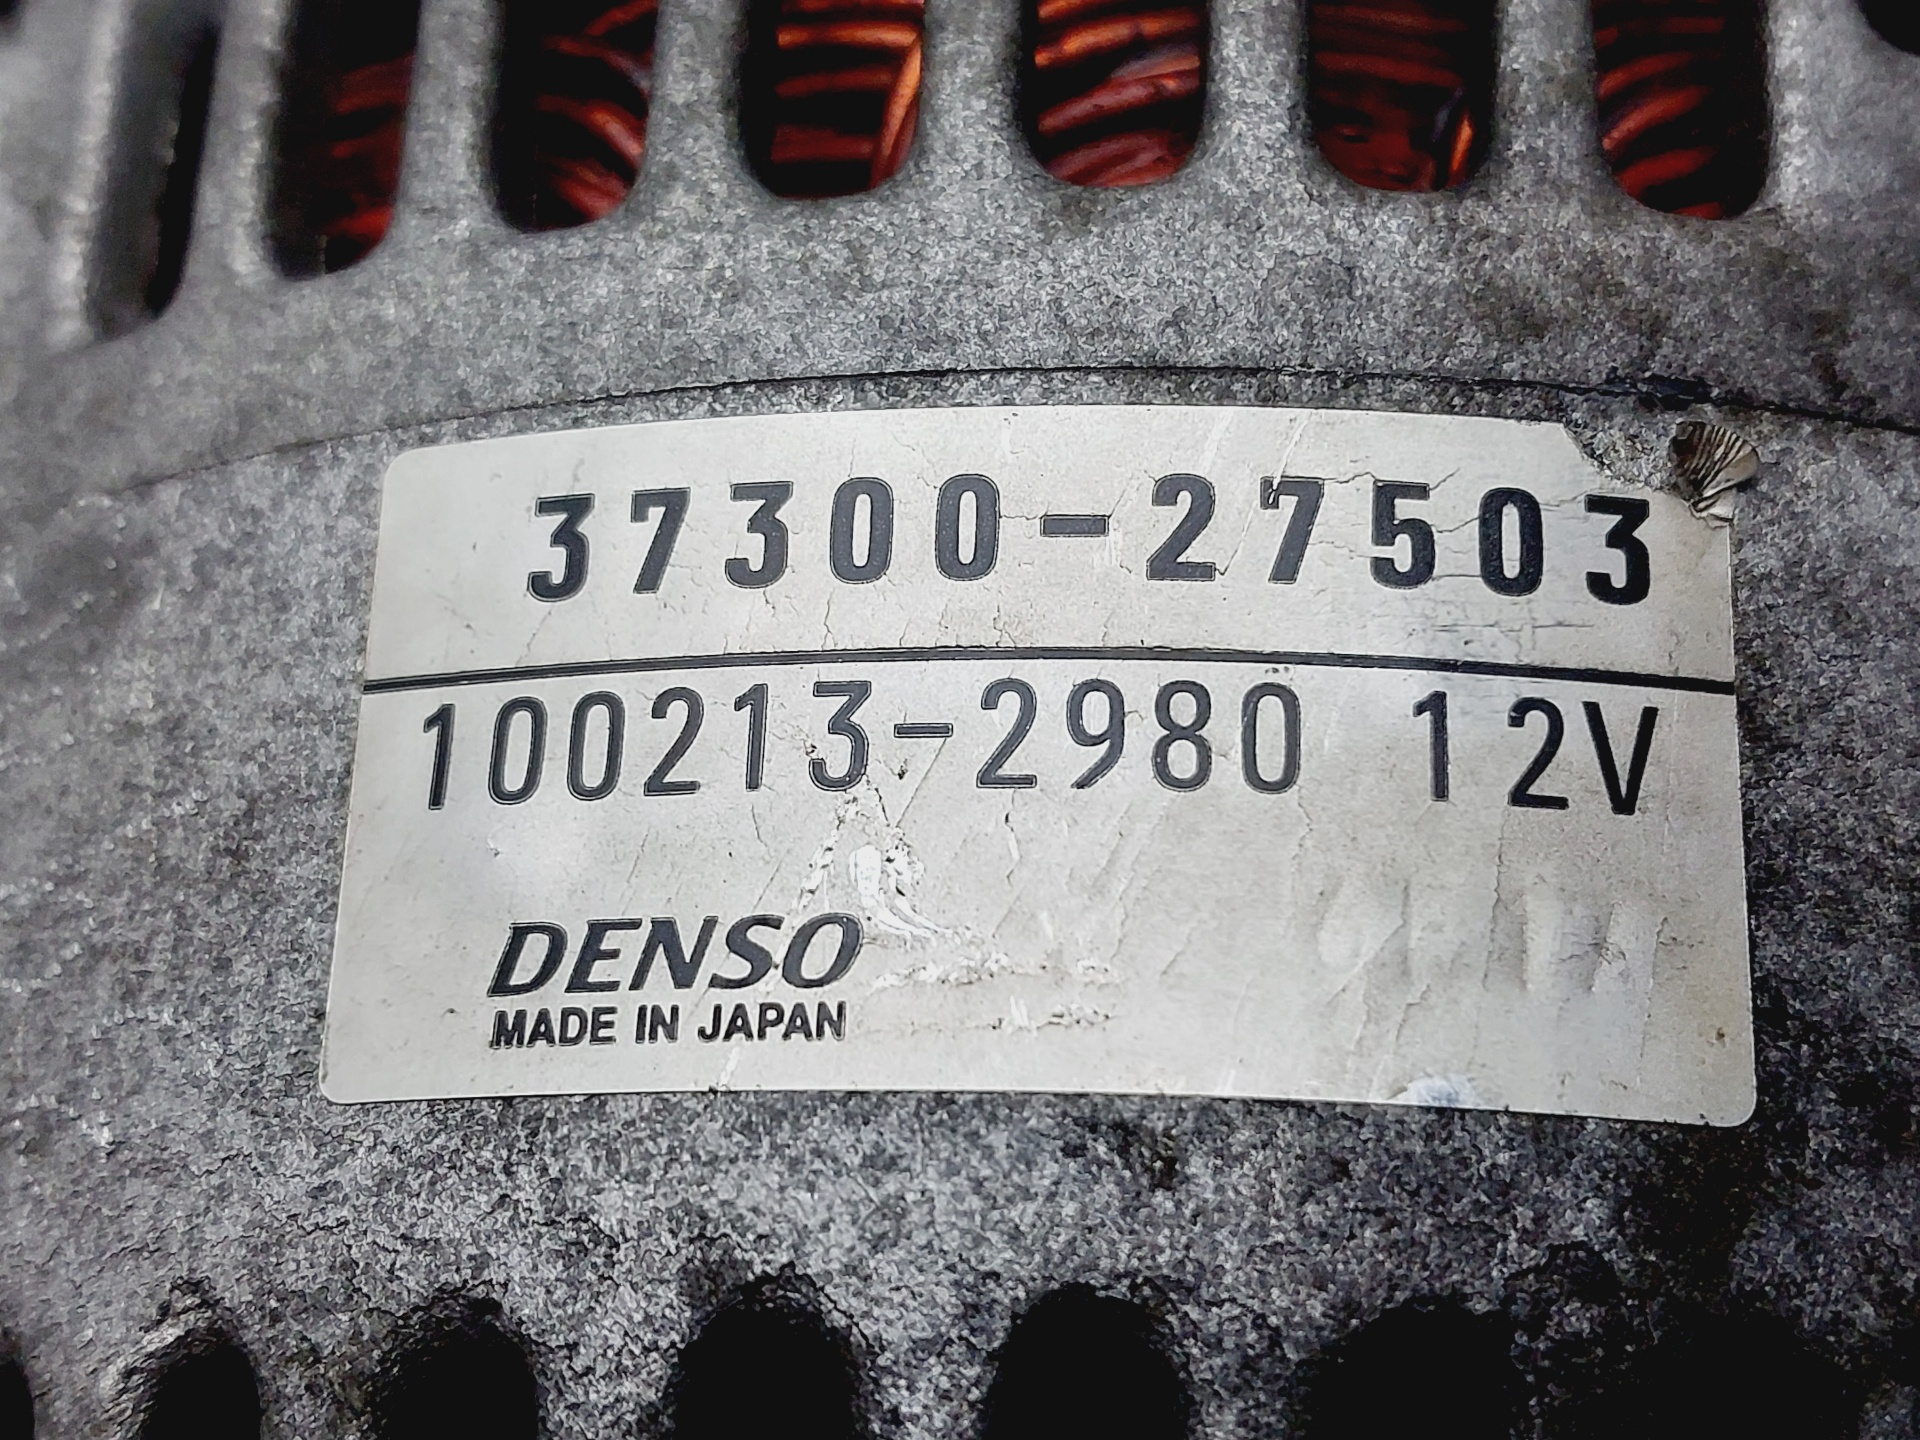 37300-27503
100213-2980 12V
DENSO
MADE IN JAPAN